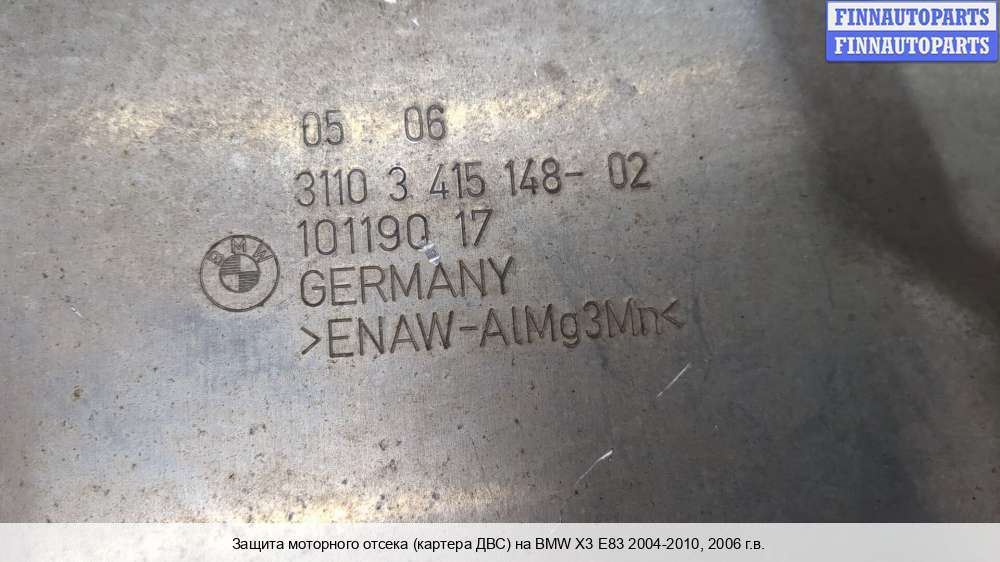 FINNAUTOPARTS
FINNAUTOPARTS
05 06
3110 3 415 148- 02
101190 17
BMW
GERMANY
>ENAW-AlMg3Mn<
Защита моторного отсека (картера ДВС) на BMW X3 E83 2004-2010, 2006 г.в.